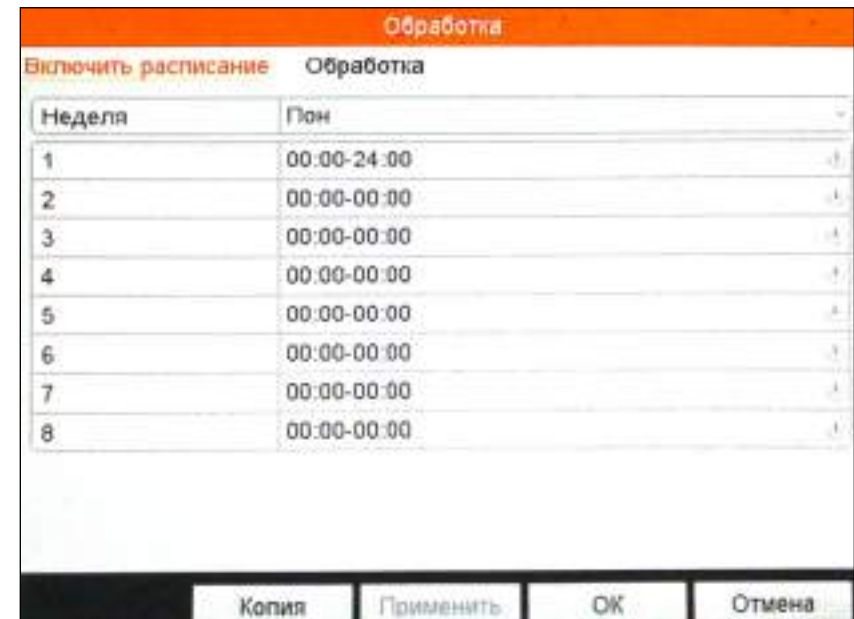 Обработка
Включить расписание Обработка
Неделя Пон
1 00:00-24:00
2 00:00-00:00
3 00:00-00:00
4 00:00-00:00
5 00:00-00:00
6 00:00-00:00
7 00:00-00:00
8 00:00-00:00
Копия Применить OK Отмена